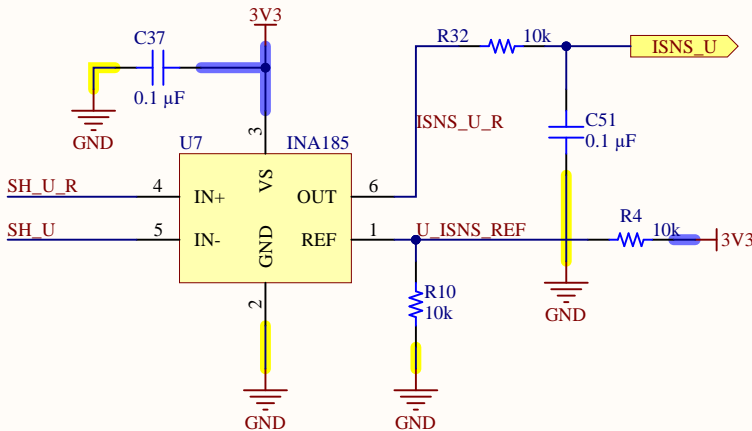 3V3
C37
0.1 µF
GND
R32
10k
ISNS_U
ISNS_U_R
C51
0.1 µF
U7
INA185
3
VS
SH_U_R
4
IN+
OUT
6
SH_U
5
IN-
GND
REF
1
U_ISNS_REF
R4
10k
3V3
2
R10
10k
GND
GND
GND